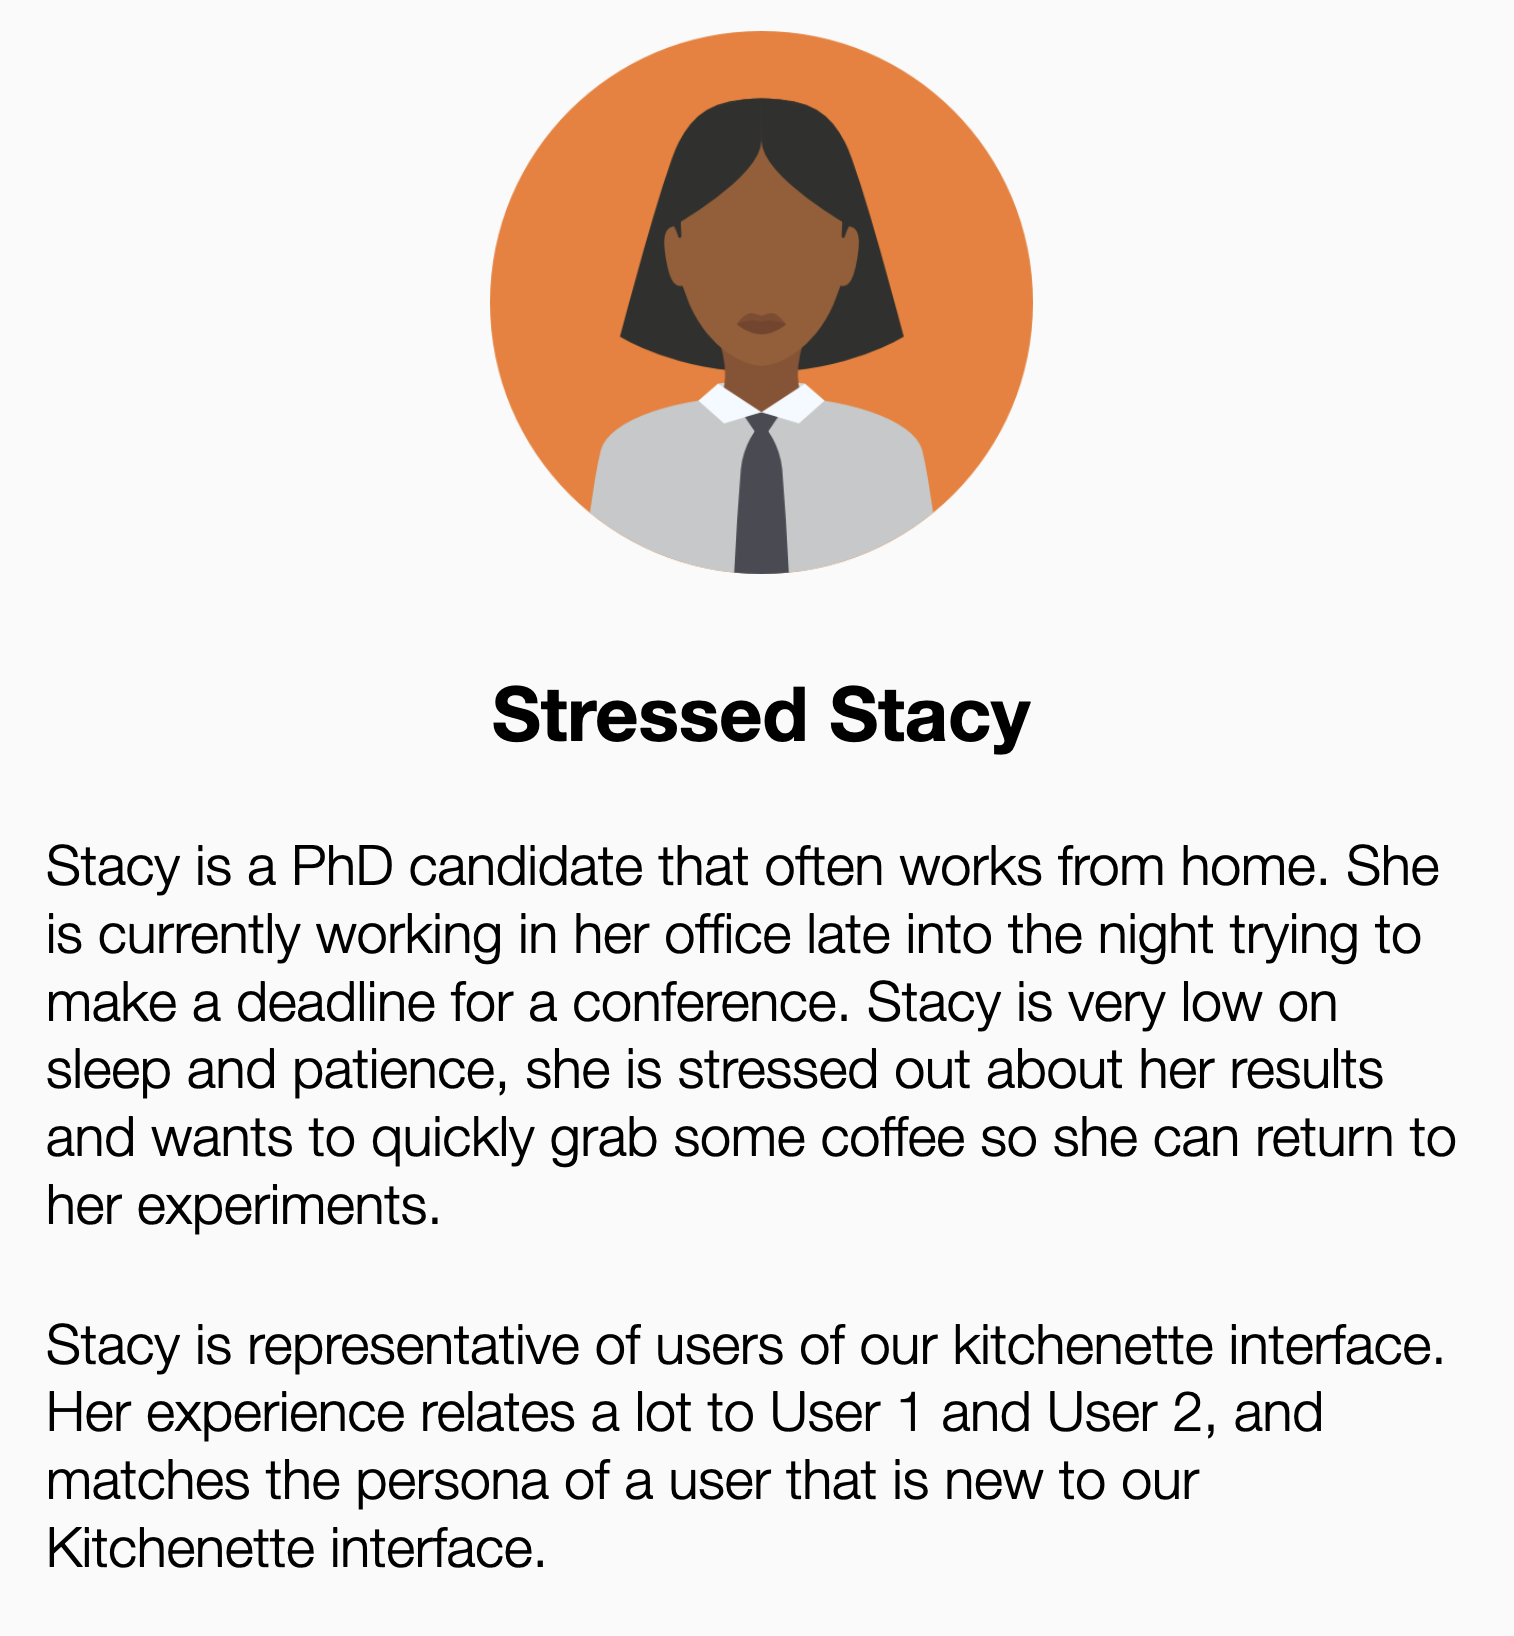 Stressed Stacy
Stacy is a PhD candidate that often works from home. She
is currently working in her office late into the night trying to
make a deadline for a conference. Stacy is very low on
sleep and patience, she is stressed out about her results
and wants to quickly grab some coffee so she can return to
her experiments.
Stacy is representative of users of our kitchenette interface.
Her experience relates a lot to User 1 and User 2, and
matches the persona of a user that is new to our
Kitchenette interface.